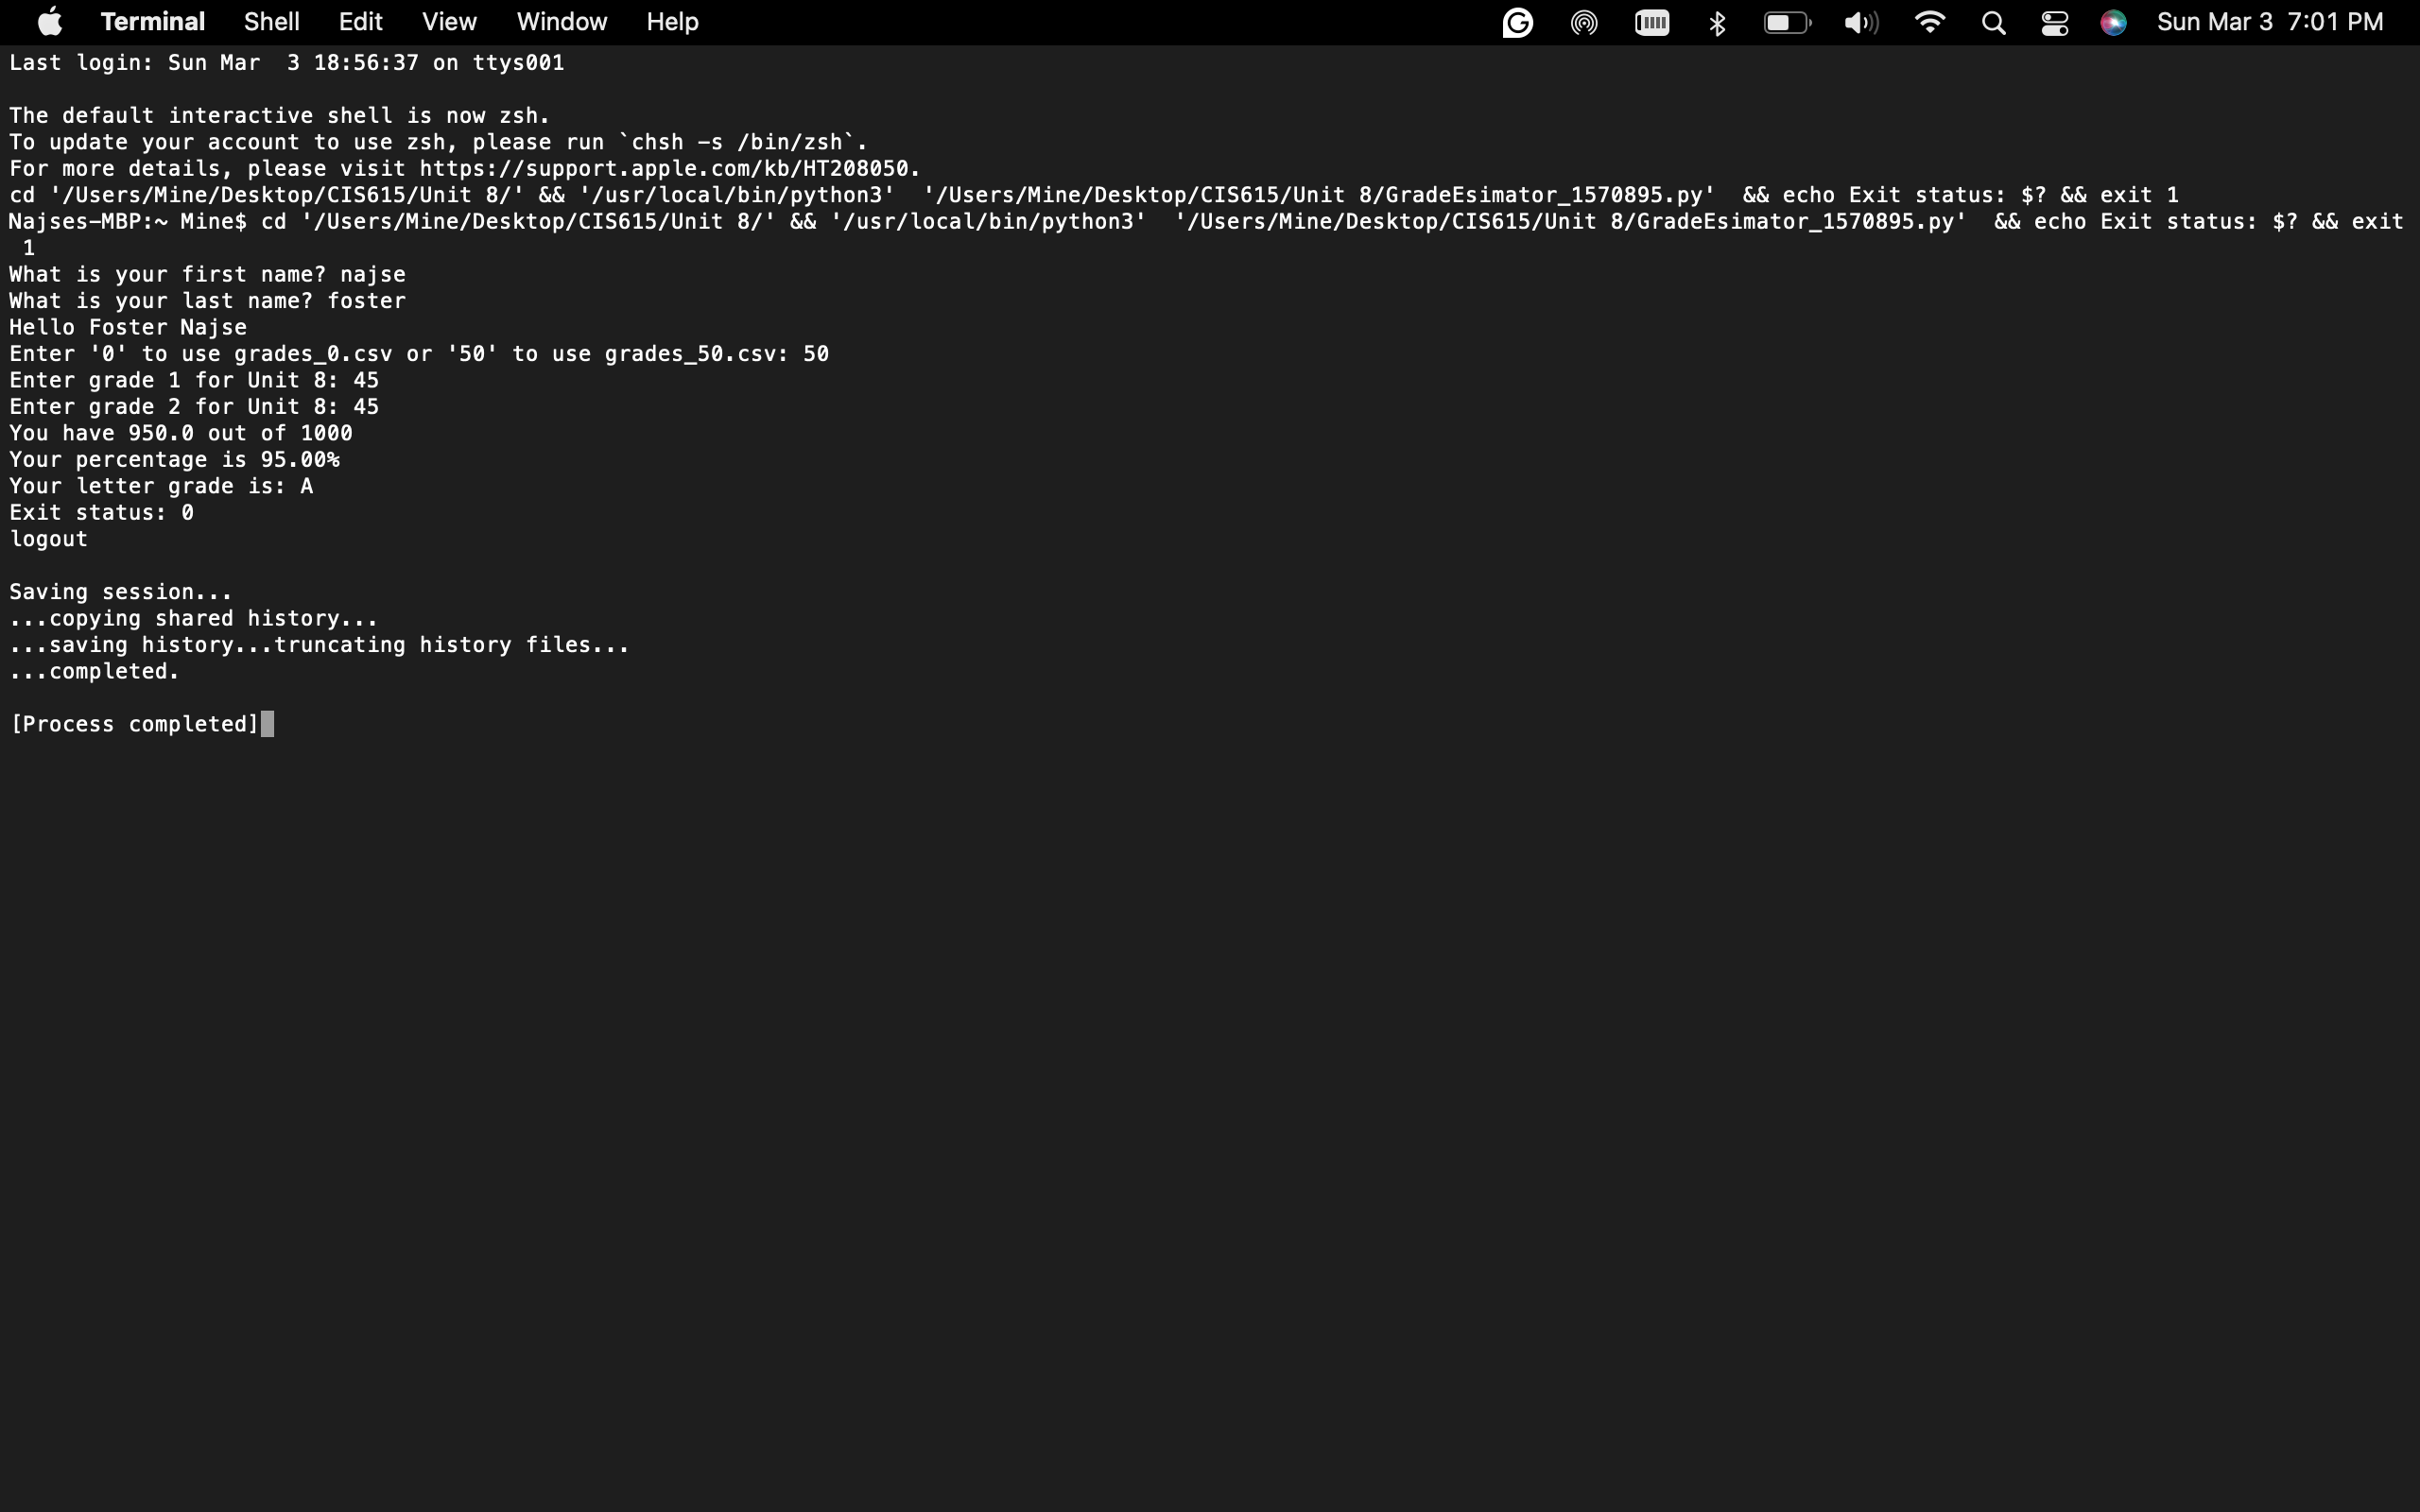 Terminal Shell Edit View Window Help Sun Mar 3 7:01 PM
Last login: Sun Mar  3 18:56:37 on ttys001
The default interactive shell is now zsh.
To update your account to use zsh, please run `chsh -s /bin/zsh`.
For more details, please visit https://support.apple.com/kb/HT208050.
cd '/Users/Mine/Desktop/CIS615/Unit 8/' && '/usr/local/bin/python3'  '/Users/Mine/Desktop/CIS615/Unit 8/GradeEsimator_1570895.py'  && echo Exit status: $? && exit 1
Najses-MBP:~ Mine$ cd '/Users/Mine/Desktop/CIS615/Unit 8/' && '/usr/local/bin/python3'  '/Users/Mine/Desktop/CIS615/Unit 8/GradeEsimator_1570895.py'  && echo Exit status: $? && exit
 1
What is your first name? najse
What is your last name? foster
Hello Foster Najse
Enter '0' to use grades_0.csv or '50' to use grades_50.csv: 50
Enter grade 1 for Unit 8: 45
Enter grade 2 for Unit 8: 45
You have 950.0 out of 1000
Your percentage is 95.00%
Your letter grade is: A
Exit status: 0
logout
Saving session...
...copying shared history...
...saving history...truncating history files...
...completed.
[Process completed]